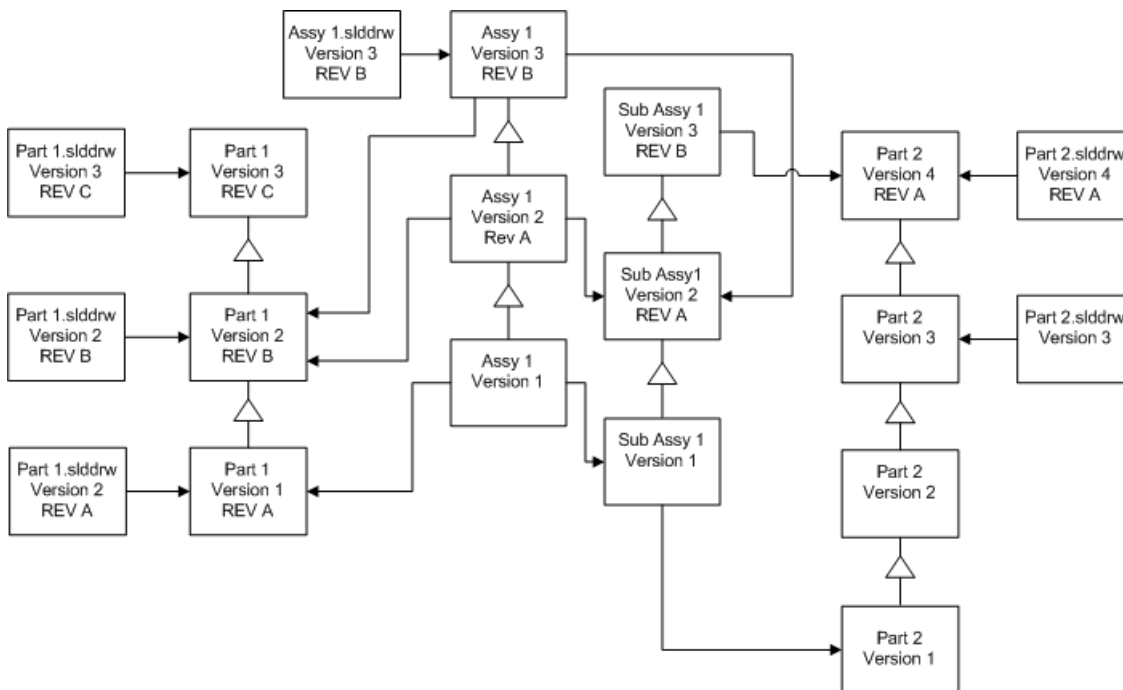 Assy 1.slddrw
Version 3
REV B
Assy 1
Version 3
REV B
Sub Assy 1
Version 3
REV B
Part 1.slddrw
Version 3
REV C
Part 1
Version 3
REV C
Part 2
Version 4
REV A
Part 2.slddrw
Version 4
REV A
Assy 1
Version 2
Rev A
Sub Assy1
Version 2
REV A
Part 1.slddrw
Version 2
REV B
Part 1
Version 2
REV B
Part 2
Version 3
Part 2.slddrw
Version 3
Assy 1
Version 1
Sub Assy 1
Version 1
Part 1.slddrw
Version 2
REV A
Part 1
Version 1
REV A
Part 2
Version 2
Part 2
Version 1